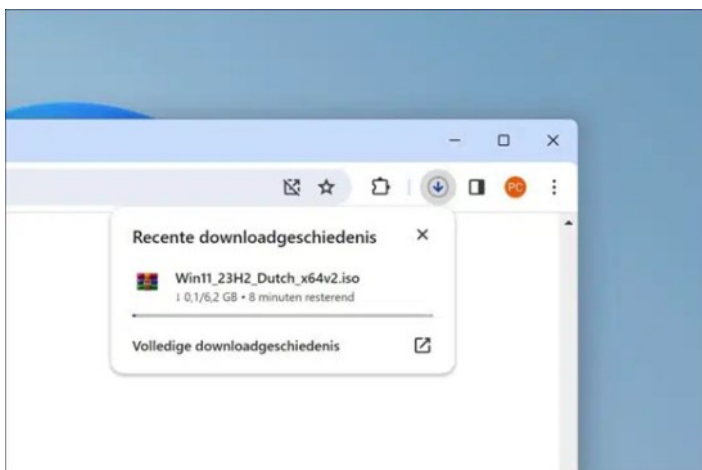 PC
Recente downloadgeschiedenis
Win11_23H2_Dutch_x64v2.iso
↓ 0,1/6,2 GB • 8 minuten resterend
Volledige downloadgeschiedenis